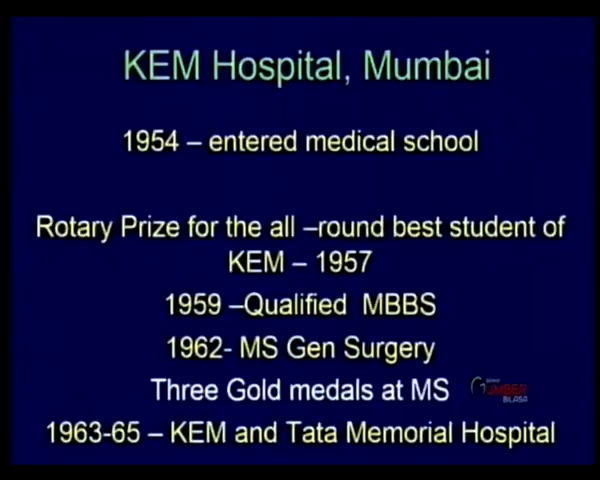 KEM Hospital, Mumbai
1954 – entered medical school
Rotary Prize for the all –round best student of
KEM – 1957
1959 –Qualified MBBS
1962- MS Gen Surgery
Three Gold medals at MS
BILASA
1963-65 – KEM and Tata Memorial Hospital